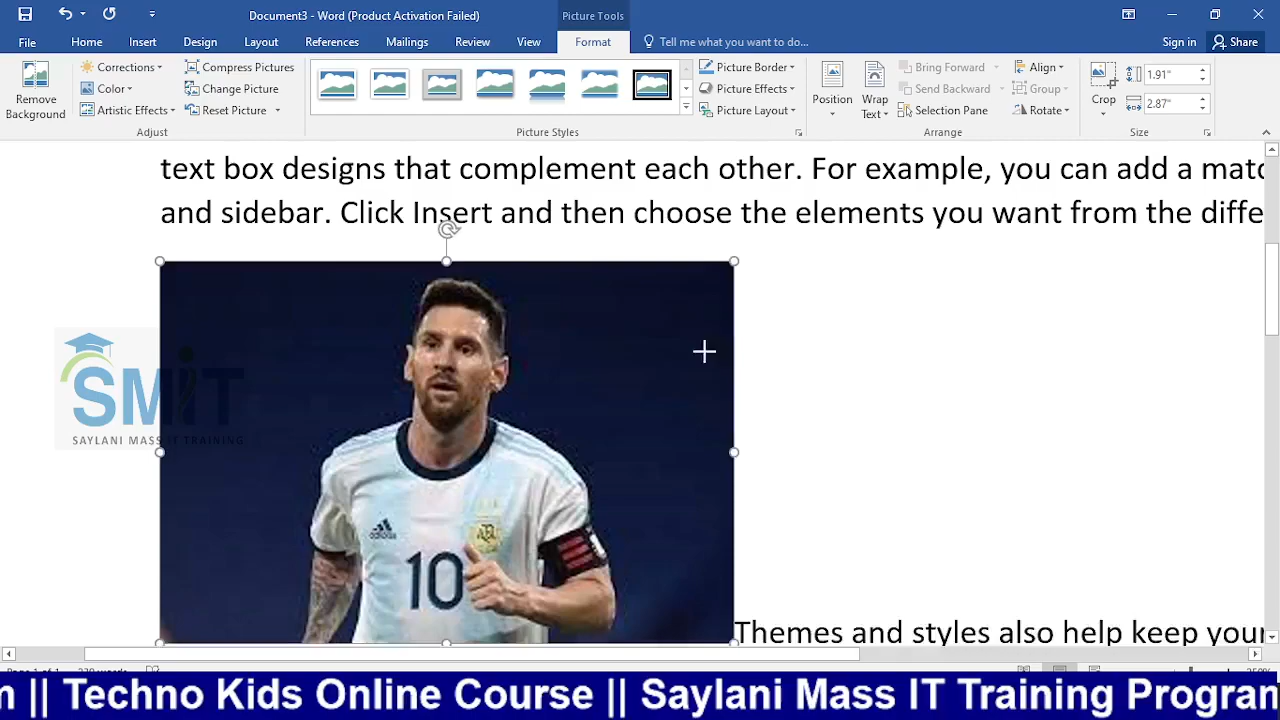 Document3 - Word (Product Activation Failed)
Picture Tools
File
Home
Insert
Design
Layout
References
Mailings
Review
View
Format
Tell me what you want to do...
Sign in
Share
Remove Background
Corrections
Color
Artistic Effects
Compress Pictures
Change Picture
Reset Picture
Adjust
Picture Styles
Picture Border
Picture Effects
Picture Layout
Position
Wrap Text
Bring Forward
Send Backward
Selection Pane
Align
Group
Rotate
Arrange
Crop
1.91"
2.87"
Size
text box designs that complement each other. For example, you can add a matc
and sidebar. Click Insert and then choose the elements you want from the diffe
SMiT
SAYLANI MASS IT TRAINING
adidas
10
Themes and styles also help keep your
m || Techno Kids Online Course || Saylani Mass IT Training Program